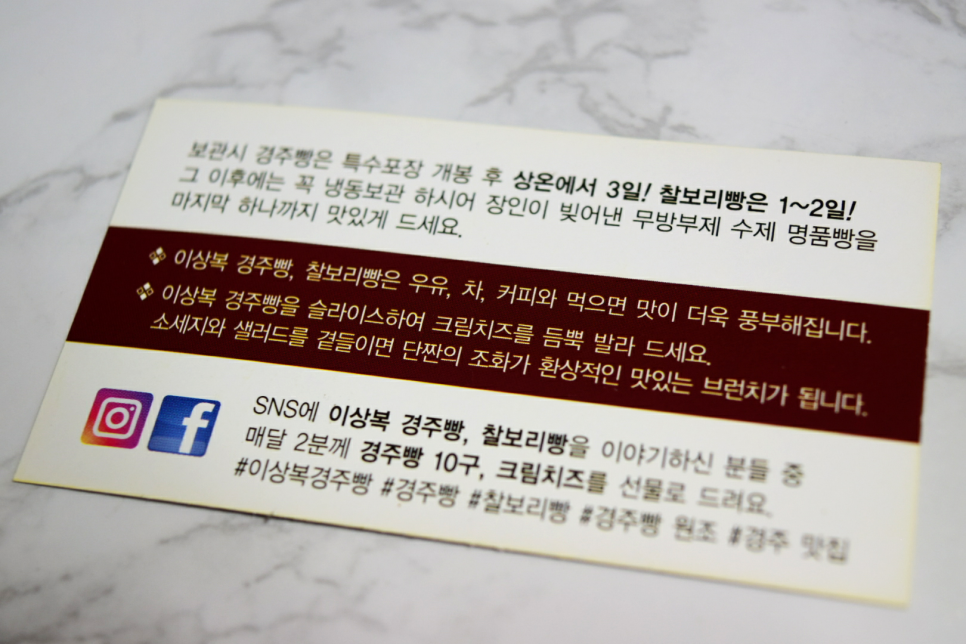 보관시 경주빵은 특수포장 개봉 후 상온에서 3일! 찰보리빵은 1~2일!
그 이후에는 꼭 냉동보관 하시어 장인이 빚어낸 무방부제 수제 명품빵을
마지막 하나까지 맛있게 드세요.
이상복 경주빵, 찰보리빵은 우유, 차, 커피와 먹으면 맛이 더욱 풍부해집니다.
이상복 경주빵을 슬라이스하여 크림치즈를 듬뿍 발라 드세요.
소세지와 샐러드를 곁들이면 단짠의 조화가 환상적인 맛있는 브런치가 됩니다.
SNS에 이상복 경주빵, 찰보리빵을 이야기하신 분들 중
매달 2분께 경주빵 10구, 크림치즈를 선물로 드려요.
#이상복경주빵 #경주빵 #찰보리빵 #경주빵 원조 #경주 맛집